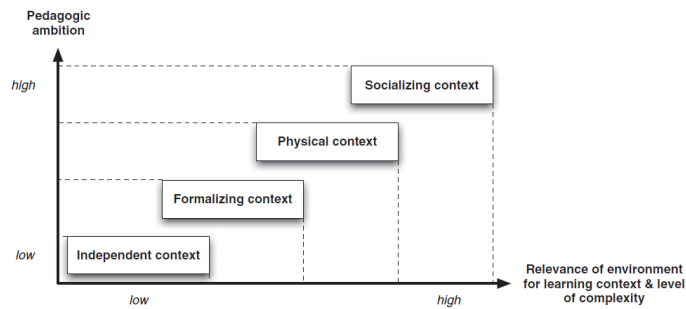 Pedagogic
ambition
high
Socializing context
Physical context
Formalizing context
low
Independent context
Relevance of environment
for learning context & level
of complexity
low
high